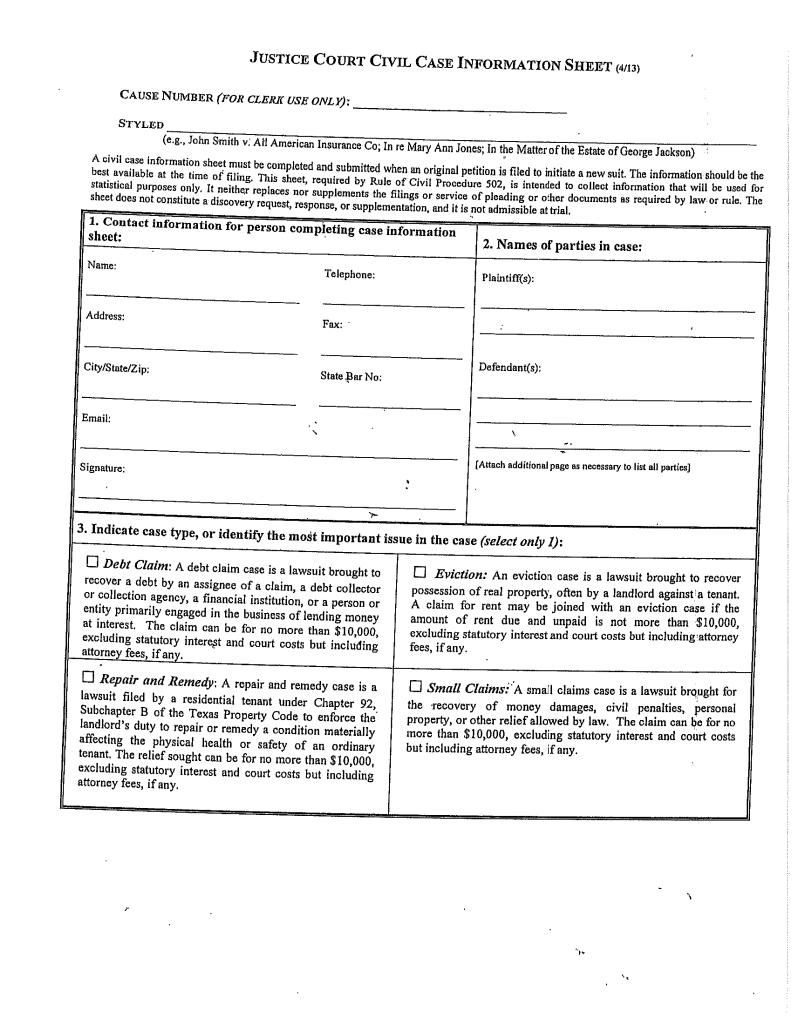 JUSTICE COURT CIVIL CASE INFORMATION SHEET (4/13)
CAUSE NUMBER (FOR CLERK USE ONLY):
STYLED
(e.g., John Smith v. All American Insurance Co; In re Mary Ann Jones; In the Matter of the Estate of George Jackson)
A civil case information sheet must be completed and submitted when an original petition is filed to initiate a new suit. The information should be the
best available at the time of filing. This sheet, required by Rule of Civil Procedure 502, is intended to collect information that will be used for
statistical purposes only. It neither replaces nor supplements the filings or service of pleading or other documents as required by law or rule. The
sheet does not constitute a discovery request, response, or supplementation, and it is not admissible at trial.
1. Contact information for person completing case information
sheet:
Name:
Telephone:
Address:
Fax:
City/State/Zip:
State Bar No:
Email:
Signature:
2. Names of parties in case:
Plaintiff(s):
Defendant(s):
[Attach additional page as necessary to list all parties]
3. Indicate case type, or identify the most important issue in the case (select only 1):
☐ Debt Claim: A debt claim case is a lawsuit brought to
recover a debt by an assignee of a claim, a debt collector
or collection agency, a financial institution, or a person or
entity primarily engaged in the business of lending money
at interest. The claim can be for no more than $10,000,
excluding statutory interest and court costs but including
attorney fees, if any.
☐ Eviction: An eviction case is a lawsuit brought to recover
possession of real property, often by a landlord against a tenant.
A claim for rent may be joined with an eviction case if the
amount of rent due and unpaid is not more than $10,000,
excluding statutory interest and court costs but including attorney
fees, if any.
☐ Repair and Remedy: A repair and remedy case is a
lawsuit filed by a residential tenant under Chapter 92,
Subchapter B of the Texas Property Code to enforce the
landlord's duty to repair or remedy a condition materially
affecting the physical health or safety of an ordinary
tenant. The relief sought can be for no more than $10,000,
excluding statutory interest and court costs but including
attorney fees, if any.
☐ Small Claims: A small claims case is a lawsuit brought for
the recovery of money damages, civil penalties, personal
property, or other relief allowed by law. The claim can be for no
more than $10,000, excluding statutory interest and court costs
but including attorney fees, if any.